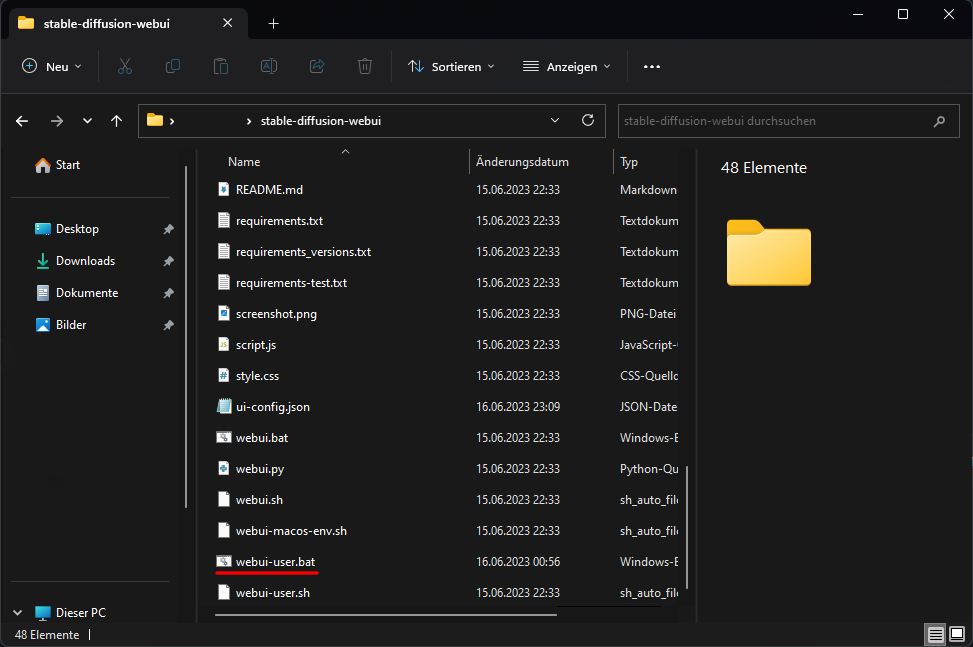 stable-diffusion-webui
Neu Sortieren Anzeigen
stable-diffusion-webui stable-diffusion-webui durchsuchen
Start
Desktop
Downloads
Dokumente
Bilder
Dieser PC
Name Änderungsdatum Typ
README.md 15.06.2023 22:33 Markdown
requirements.txt 15.06.2023 22:33 Textdokum
requirements_versions.txt 15.06.2023 22:33 Textdokum
requirements-test.txt 15.06.2023 22:33 Textdokum
screenshot.png 15.06.2023 22:33 PNG-Datei
script.js 15.06.2023 22:33 JavaScript-
style.css 15.06.2023 22:33 CSS-Quello
ui-config.json 16.06.2023 23:09 JSON-Date
webui.bat 15.06.2023 22:33 Windows-B
webui.py 15.06.2023 22:33 Python-Qu
webui.sh 15.06.2023 22:33 sh_auto_file
webui-macos-env.sh 15.06.2023 22:33 sh_auto_file
webui-user.bat 16.06.2023 00:56 Windows-B
webui-user.sh 15.06.2023 22:33 sh_auto_file
48 Elemente
48 Elemente